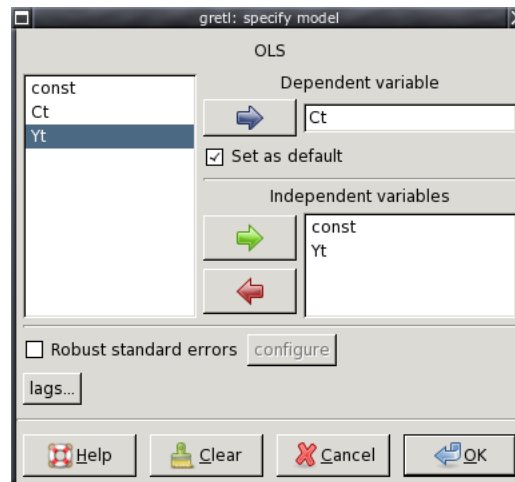 gretl: specify model
OLS
const
Ct
Yt
Dependent variable
Ct
Set as default
Independent variables
const
Yt
Robust standard errors configure
lags...
Help Clear Cancel OK